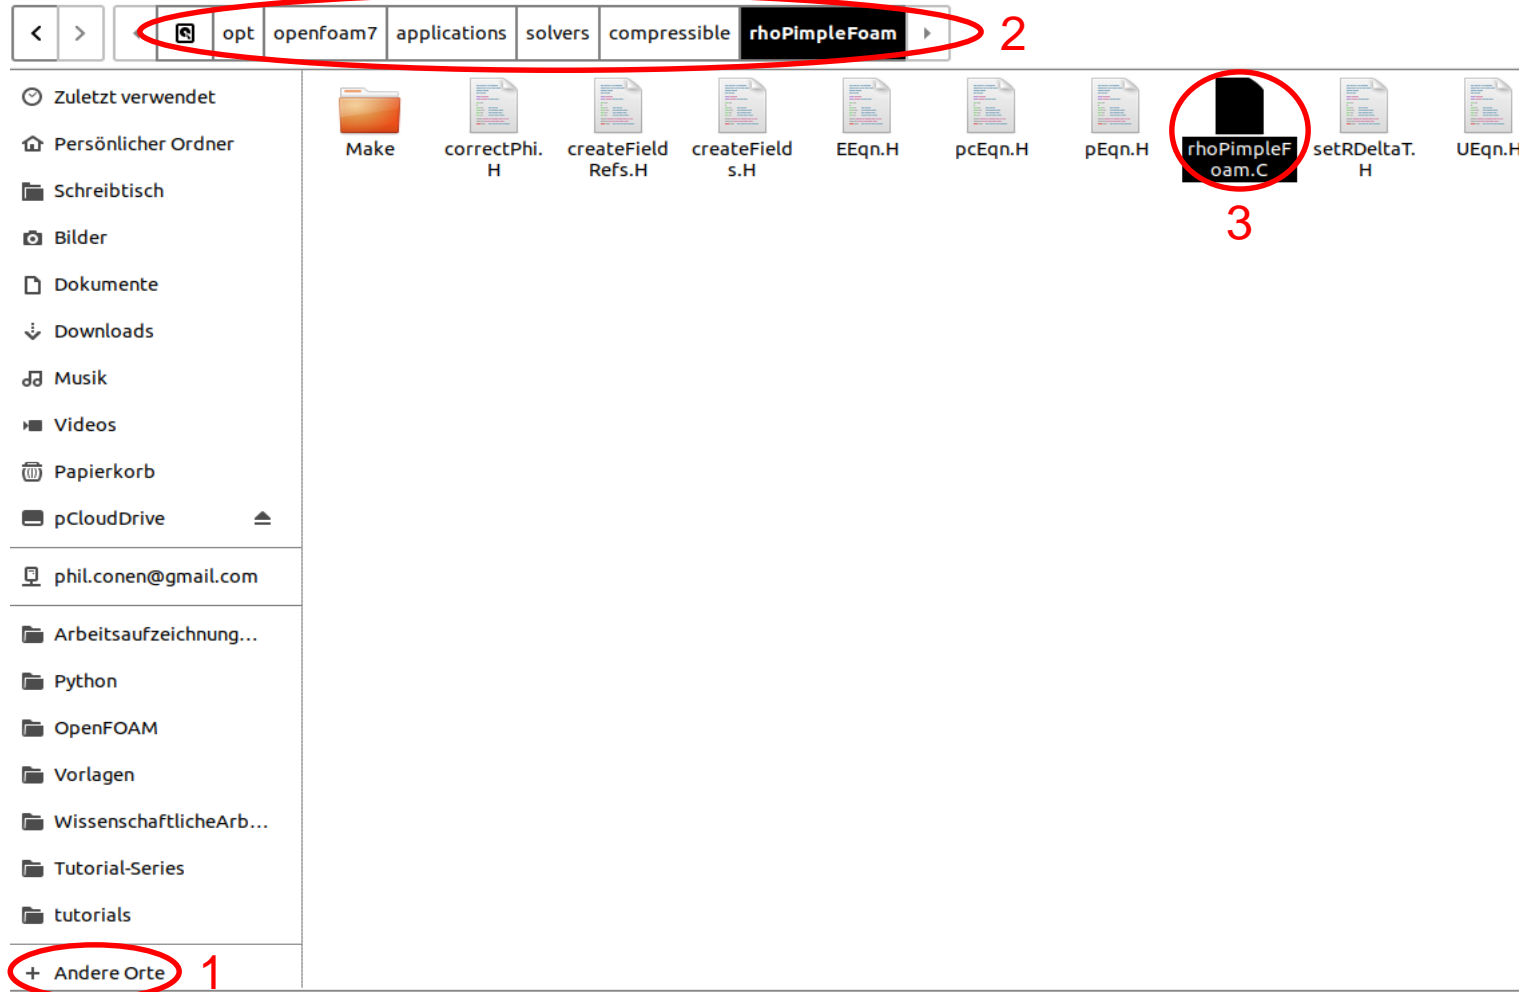 opt openfoam7 applications solvers compressible rhoPimpleFoam 2
Zuletzt verwendet
Persönlicher Ordner
Schreibtisch
Bilder
Dokumente
Downloads
Musik
Videos
Papierkorb
pCloudDrive
phil.conen@gmail.com
Arbeitsaufzeichnung...
Python
OpenFOAM
Vorlagen
WissenschaftlicheArb...
Tutorial-Series
tutorials
+ Andere Orte 1
Make
correctPhi.
H
createField
Refs.H
createField
s.H
EEqn.H
pcEqn.H
pEqn.H
rhoPimpleF
oam.C
setRDeltaT.
H
UEqn.H
3